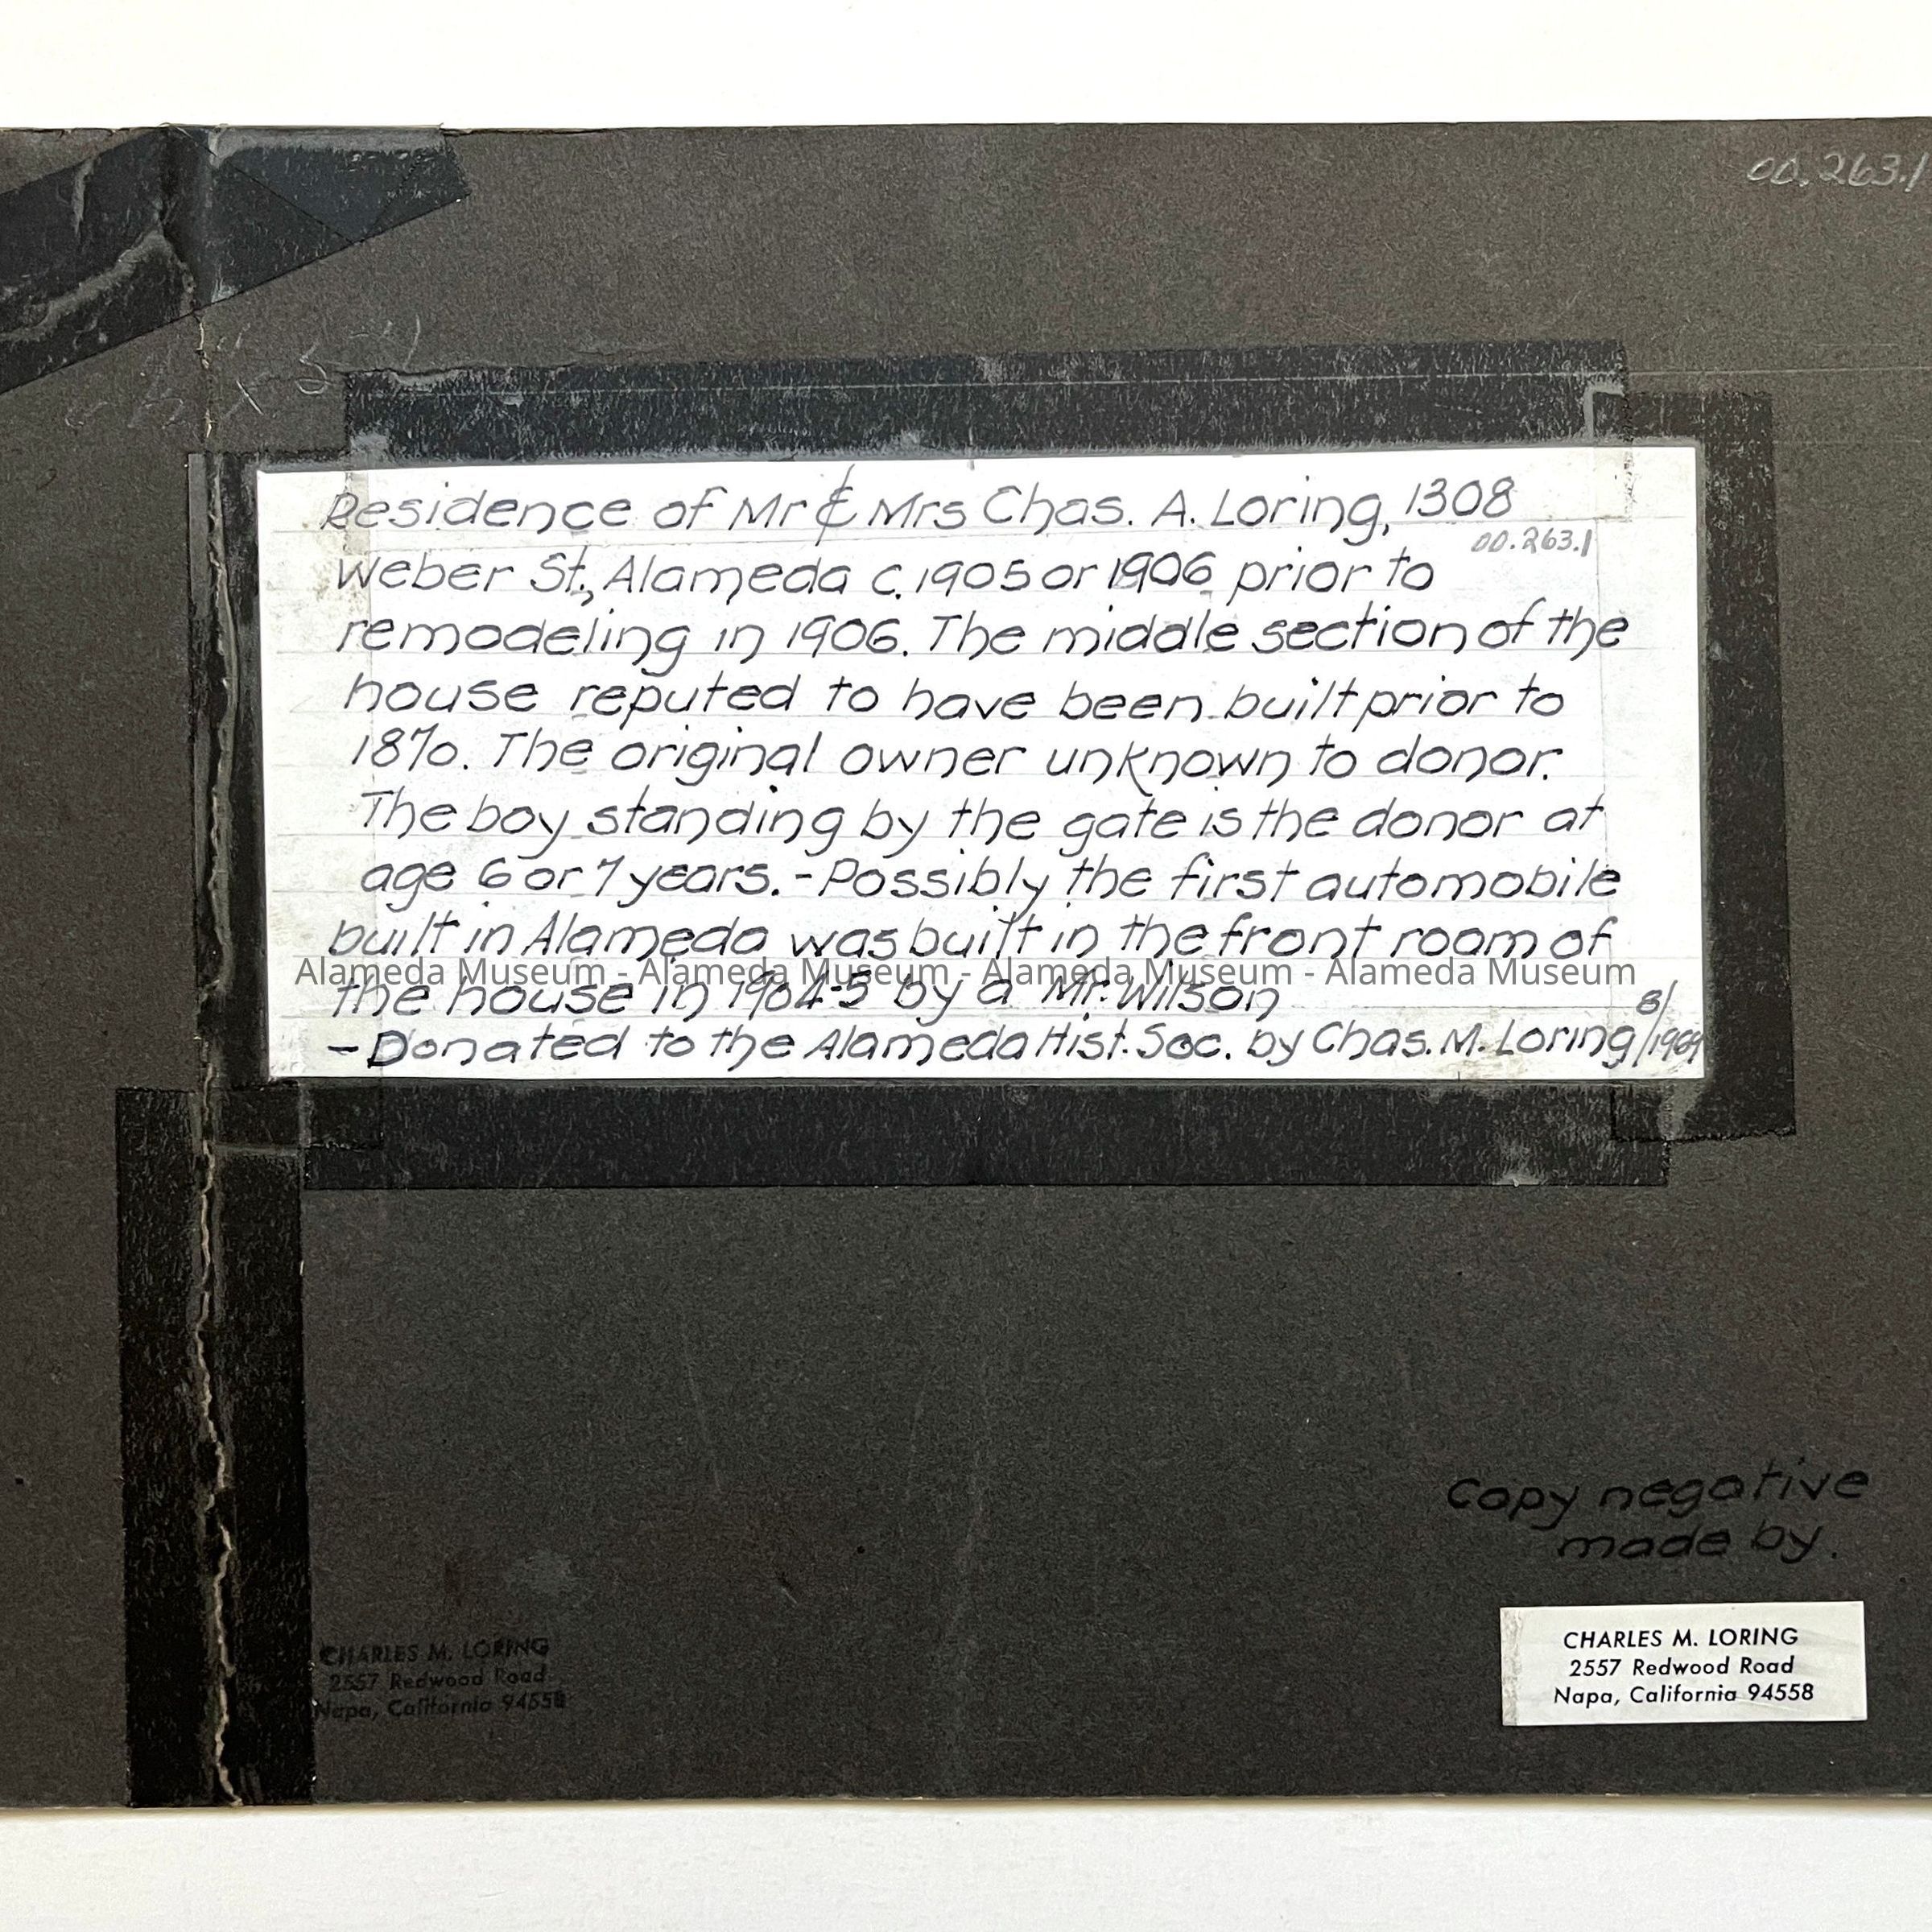 00.263.1
Residence of Mr & Mrs Chas. A. Loring, 1308
00.263.1
Weber St., Alameda c. 1905 or 1906 prior to
remodeling in 1906. The middle section of the
house reputed to have been built prior to
1870. The original owner unknown to donor.
The boy standing by the gate is the donor at
age 6 or 7 years. - Possibly the first automobile
built in Alameda was built in the front room of
Alameda Museum - Alameda Museum - Alameda Museum - Alameda Museum
the house in 1904-5 by a Mr. Wilson
- Donated to the Alameda Hist. Soc. by Chas. M. Loring 8/1969
Copy negative
made by.
CHARLES M. LORING
2557 Redwood Road
Napa, California 94558
CHARLES M. LORING
2557 Redwood Road
Napa, California 94558